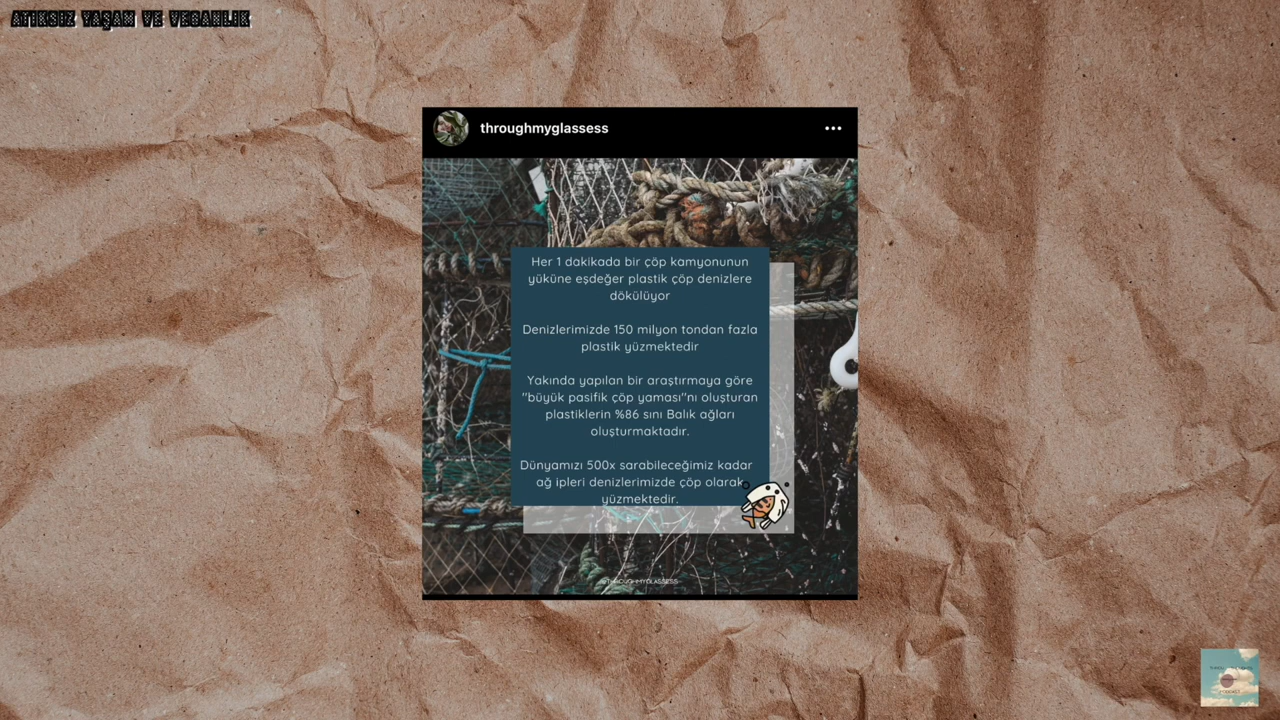 ATIKSIZ YAŞAM VE VEGANLIK
throughmyglassess
Her 1 dakikada bir çöp kamyonunun
yüküne eşdeğer plastik çöp denizlere
dökülüyor
Denizlerimizde 150 milyon tondan fazla
plastik yüzmektedir
Yakında yapılan bir araştırmaya göre
"büyük pasifik çöp yaması"nı oluşturan
plastiklerin %86 sını Balık ağları
oluşturmaktadır.
Dünyamızı 500x sarabileceğimiz kadar
ağ ipleri denizlerimizde çöp olarak
yüzmektedir.
@THROUGHMYGLASSESS
PODCAST